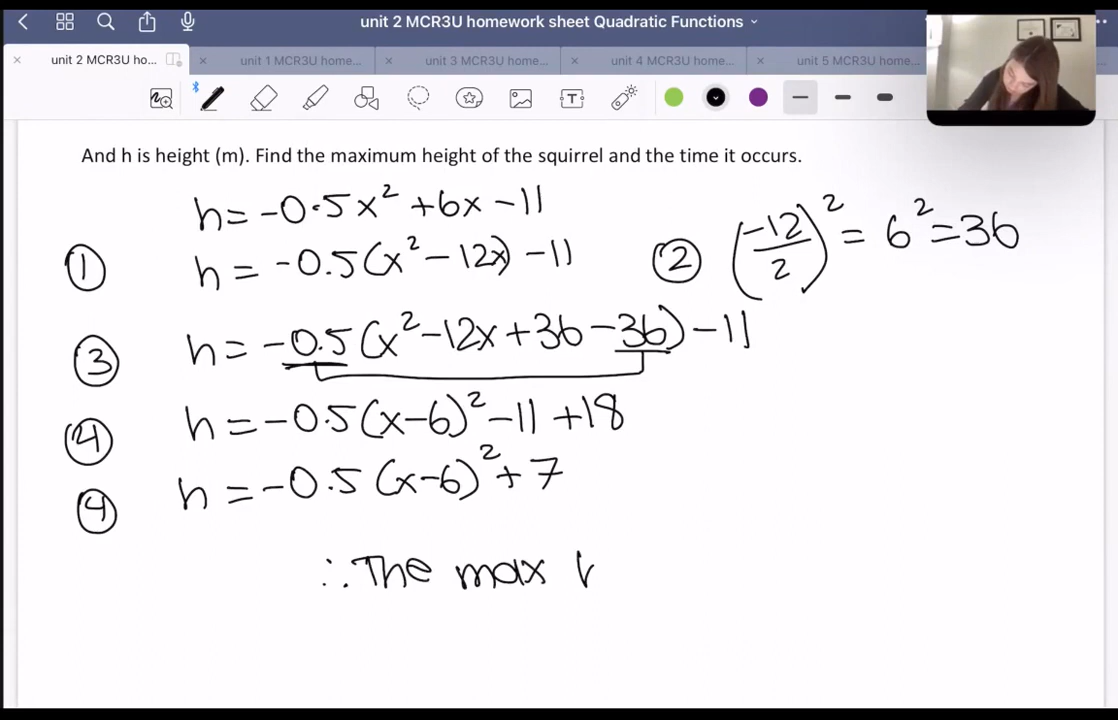 unit 2 MCR3U homework sheet Quadratic Functions
unit 2 MCR3U ho...
unit 1 MCR3U home...
unit 3 MCR3U home...
unit 4 MCR3U home...
unit 5 MCR3U home...
And h is height (m). Find the maximum height of the squirrel and the time it occurs.
h=-0.5x²+6x-11
① h=-0.5(x²-12x)-11
② (-12/2)²=6²=36
③ h=-0.5(x²-12x+36-36)-11
④ h=-0.5(x-6)²-11+18
④ h=-0.5(x-6)²+7
∴The max